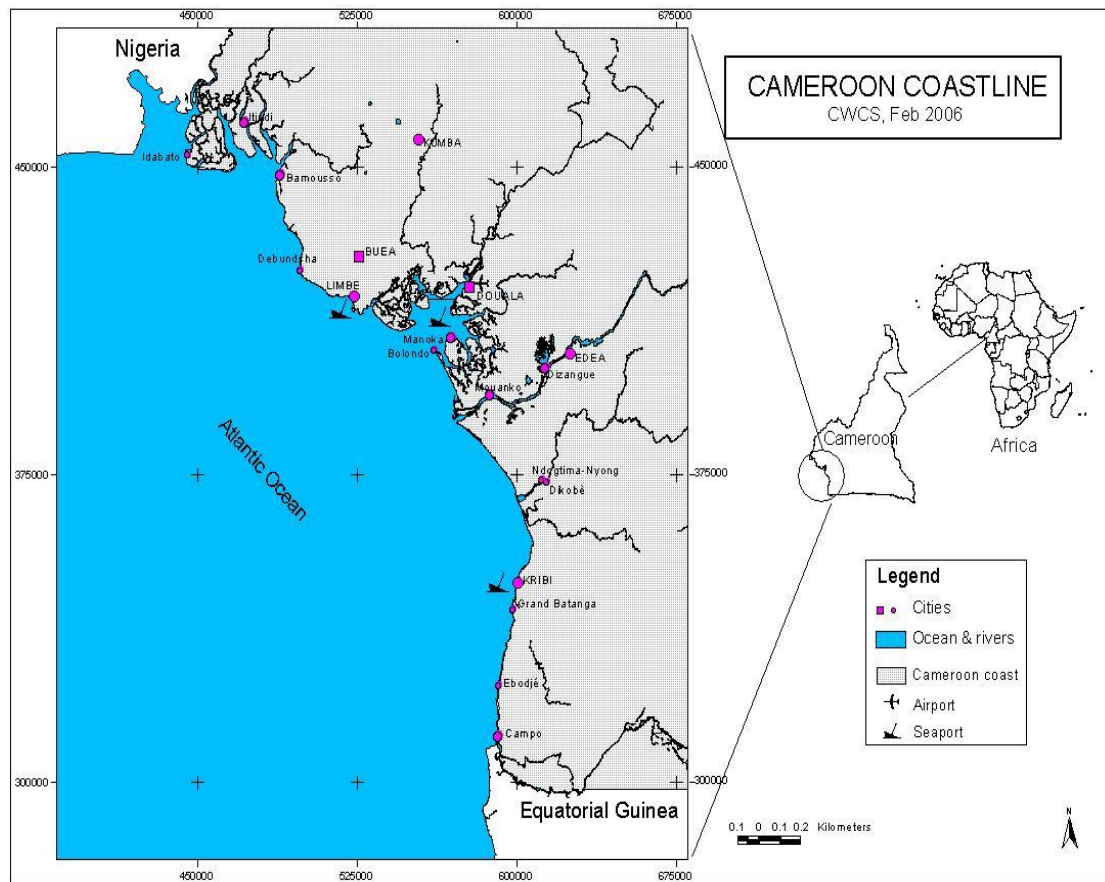 450000 525000 600000 675000
Nigeria
CAMEROON COASTLINE
CWCS, Feb 2006
KUMBA
Idabato
450000
450000
Bamousso
BUEA
Debundsha
LIMBE
DOUALA
Manoka
Bolondo
EDEA
Dizangue
Mouanko
Atlantic Ocean
Cameroon
Africa
375000
375000
Ndogtima-Nyong
Dikobè
KRIBI
Grand Batanga
Ebodjé
Campo
Legend
Cities
Ocean & rivers
Cameroon coast
Airport
Seaport
300000
300000
Equatorial Guinea
0.1 0 0.1 0.2 Kilometers
N
450000 525000 600000 675000